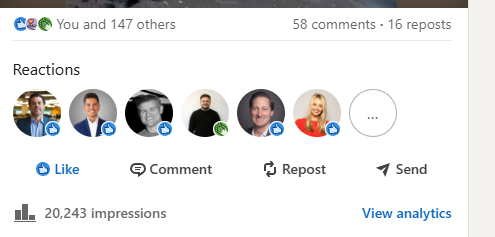 You and 147 others 58 comments · 16 reposts
Reactions
...
Like Comment Repost Send
20,243 impressions View analytics